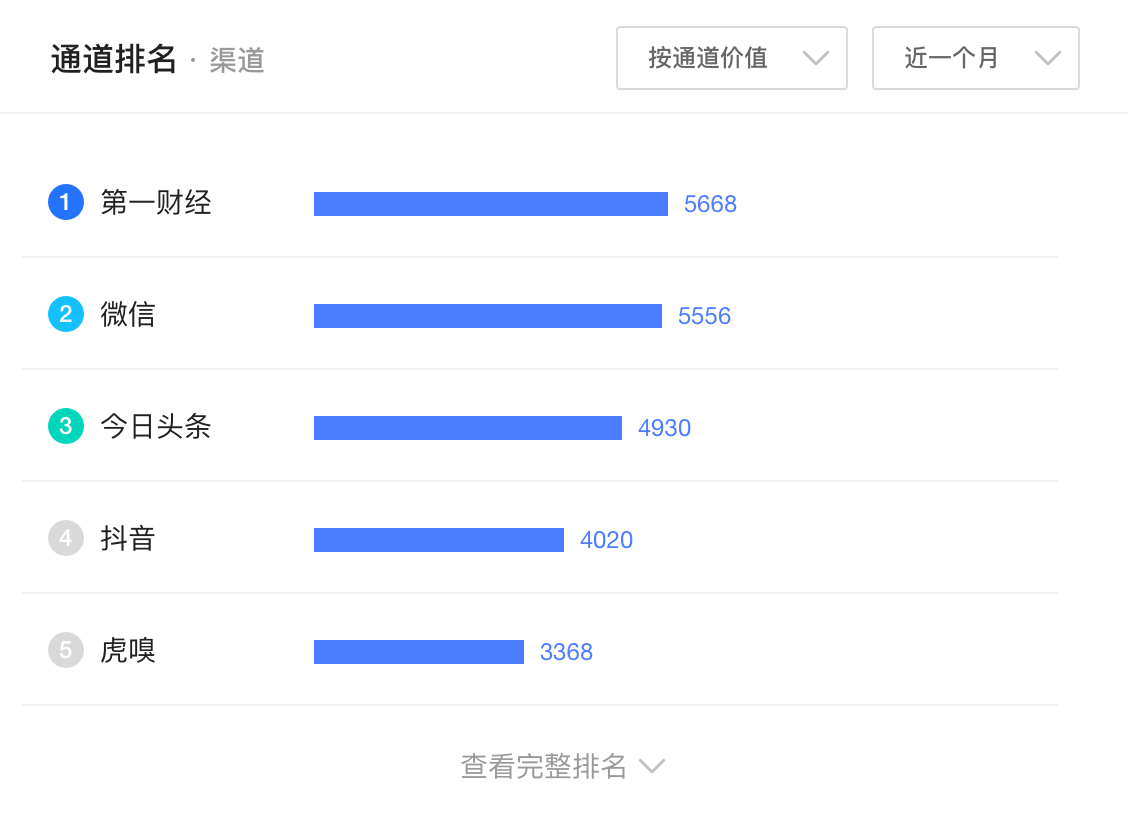 通道排名 · 渠道 按通道价值 近一个月
1 第一财经 5668
2 微信 5556
3 今日头条 4930
4 抖音 4020
5 虎嗅 3368
查看完整排名